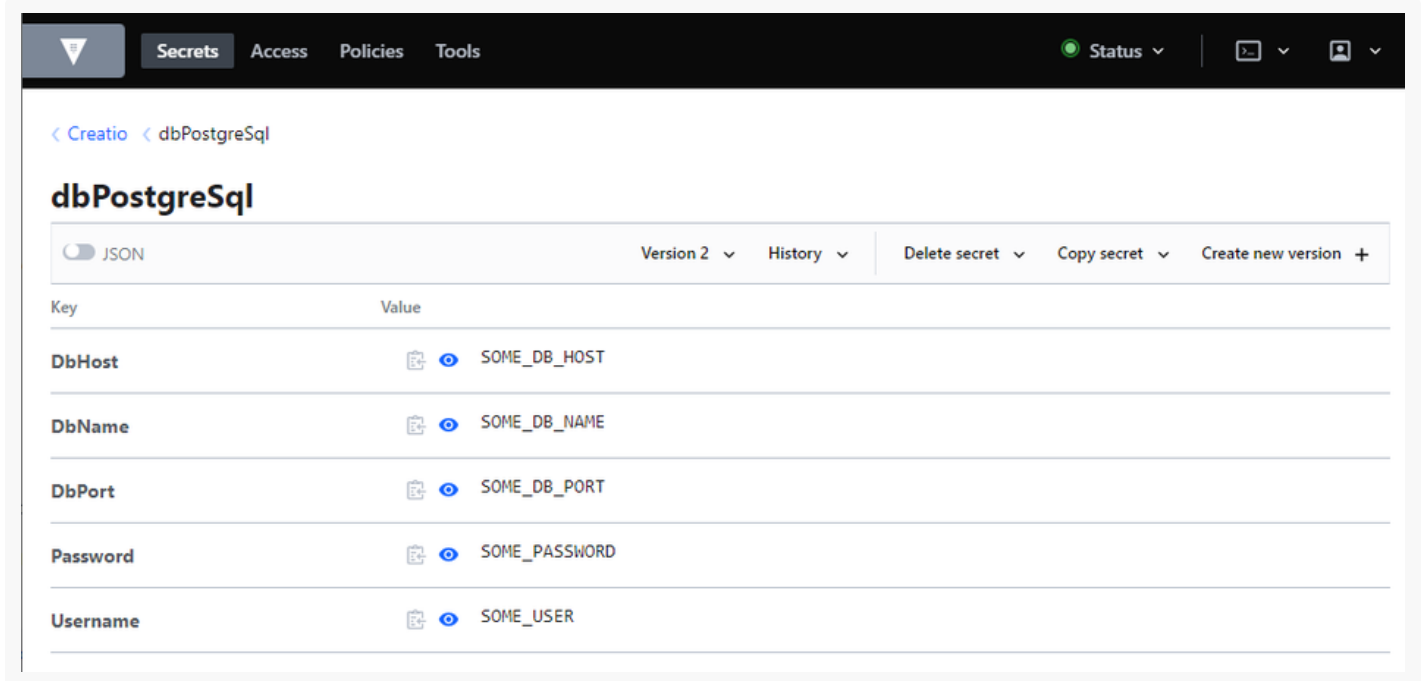 Secrets Access Policies Tools Status
Creatio dbPostgreSql
dbPostgreSql
JSON Version 2 History Delete secret Copy secret Create new version +
Key Value
DbHost SOME_DB_HOST
DbName SOME_DB_NAME
DbPort SOME_DB_PORT
Password SOME_PASSWORD
Username SOME_USER